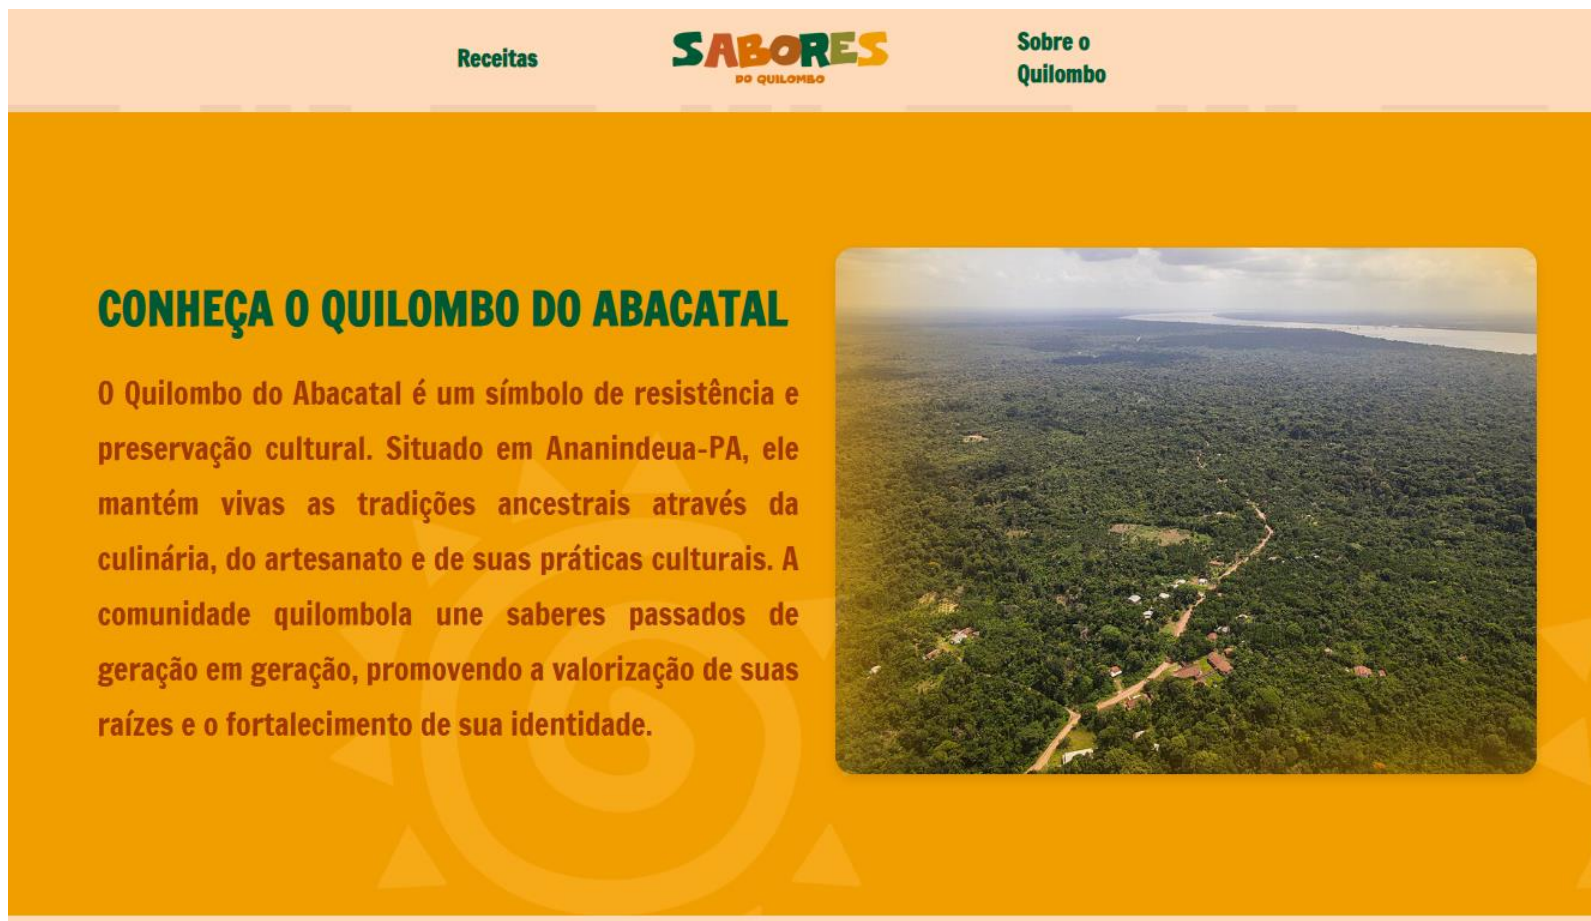 Receitas
SABORES
DO QUILOMBO
Sobre o
Quilombo
CONHEÇA O QUILOMBO DO ABACATAL
O Quilombo do Abacatal é um símbolo de resistência e
preservação cultural. Situado em Ananindeua-PA, ele
mantém vivas as tradições ancestrais através da
culinária, do artesanato e de suas práticas culturais. A
comunidade quilombola une saberes passados de
geração em geração, promovendo a valorização de suas
raízes e o fortalecimento de sua identidade.